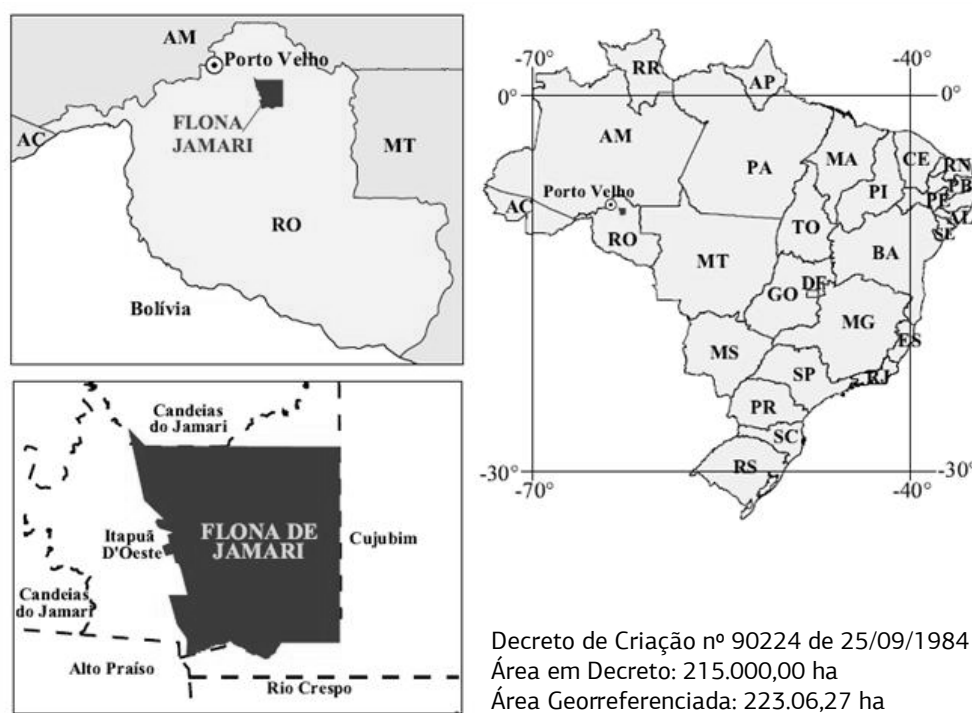 AM
Porto Velho
FLONA
JAMARI
AC
MT
RO
Bolívia
Candeias
do Jamari
Itapuã
D'Oeste
FLONA DE
JAMARI
Cujubim
Candeias
do Jamari
Alto Praíso
Rio Crespo
-70°
-40°
0°
0°
RR
AP
AM
PA
MA
CE
RN
PB
PI
PE
AL
SE
Porto Velho
AC
RO
TO
BA
MT
GO
DF
MG
ES
MS
SP
RJ
PR
SC
RS
-30°
-30°
-70°
-40°
Decreto de Criação nº 90224 de 25/09/1984
Área em Decreto: 215.000,00 ha
Área Georreferenciada: 223.06,27 ha